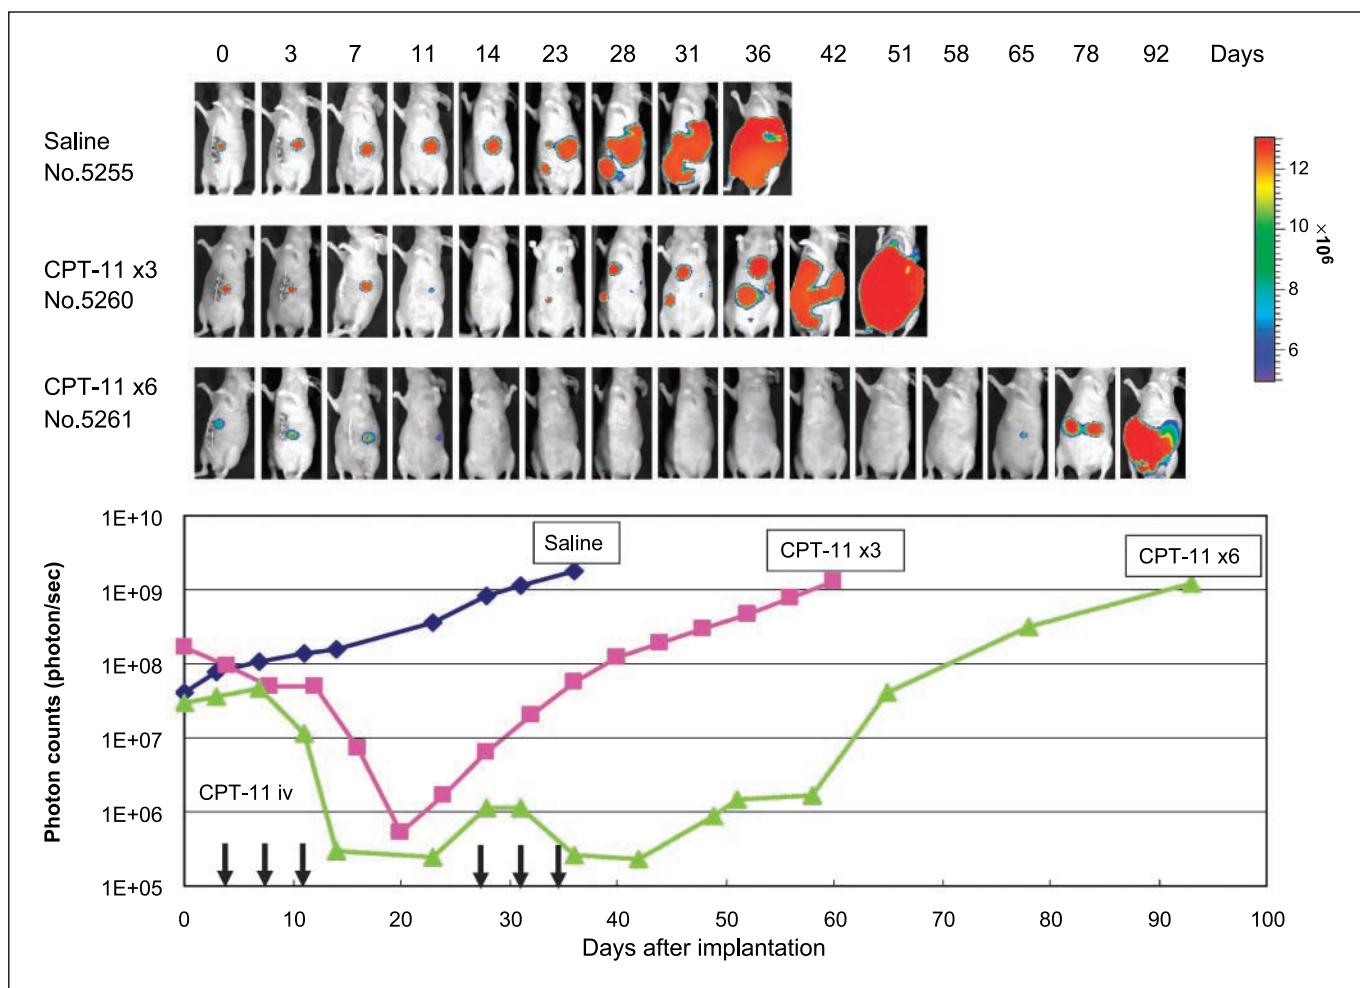 0 3 7 11 14 23 28 31 36 42 51 58 65 78 92 Days
Saline
No.5255
CPT-11 x3
No.5260
CPT-11 x6
No.5261
12
10
8
6
×10⁶
Photon counts (photon/sec)
1E+10
1E+09
1E+08
1E+07
1E+06
1E+05
Saline
CPT-11 x3
CPT-11 x6
CPT-11 iv
0 10 20 30 40 50 60 70 80 90 100
Days after implantation